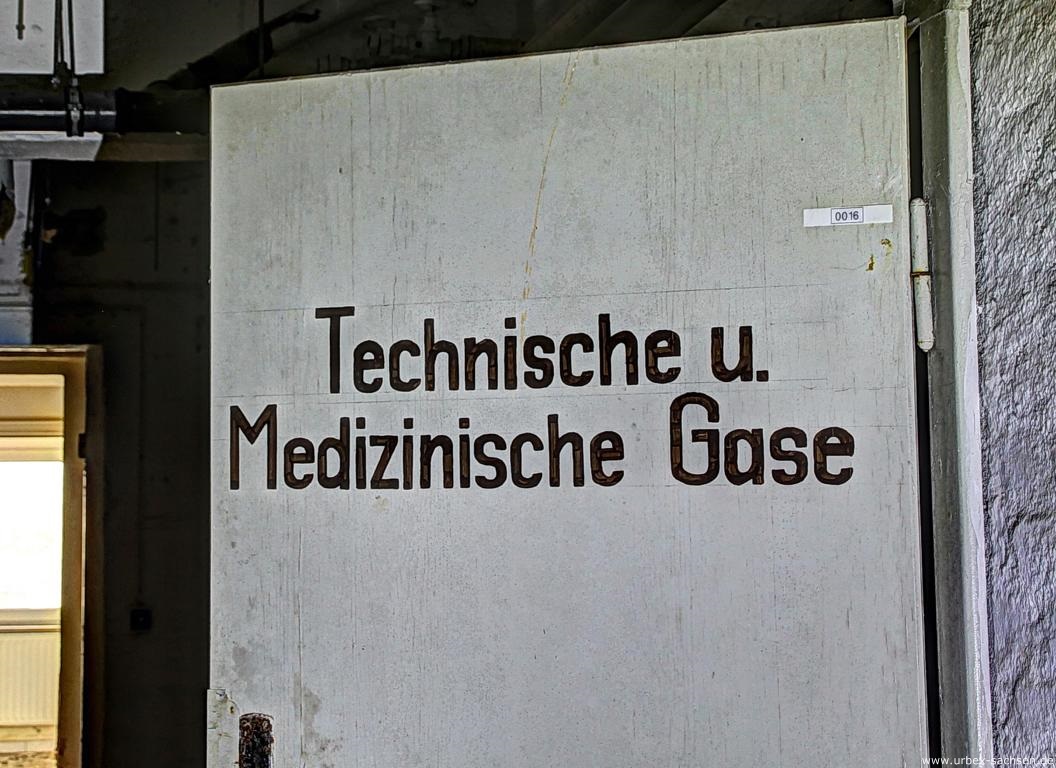 0016
Technische u.
Medizinische Gase
www.urbex-sachsen.de